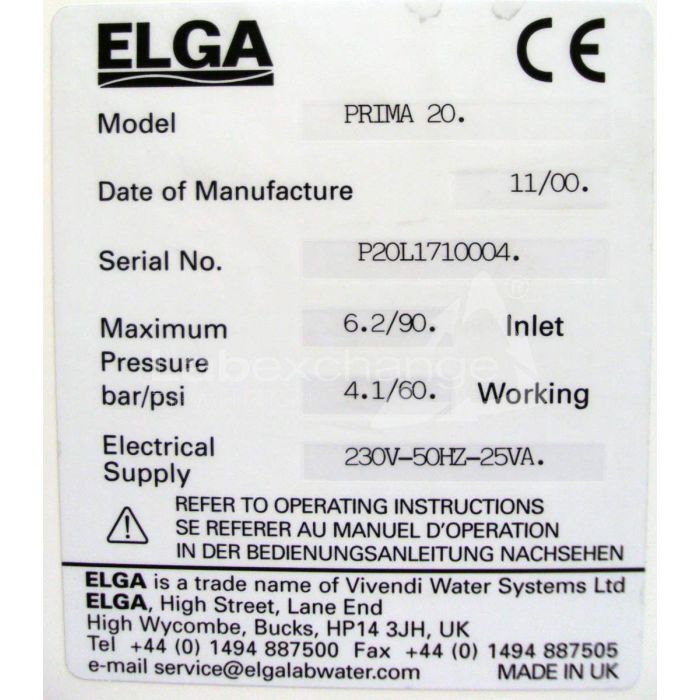 ELGA CE
Model PRIMA 20.
Date of Manufacture 11/00.
Serial No. P20L1710004.
Maximum 6.2/90. Inlet
Pressure
Labexchange ®
bar/psi 4.1/60. Working
Electrical
Supply 230V-50HZ-25VA.
REFER TO OPERATING INSTRUCTIONS
SE REFERER AU MANUEL D'OPERATION
IN DER BEDIENUNGSANLEITUNG NACHSEHEN
ELGA is a trade name of Vivendi Water Systems Ltd
ELGA, High Street, Lane End
High Wycombe, Bucks, HP14 3JH, UK
Tel +44 (0) 1494 887500 Fax +44 (0) 1494 887505
e-mail service@elgalabwater.com MADE IN UK